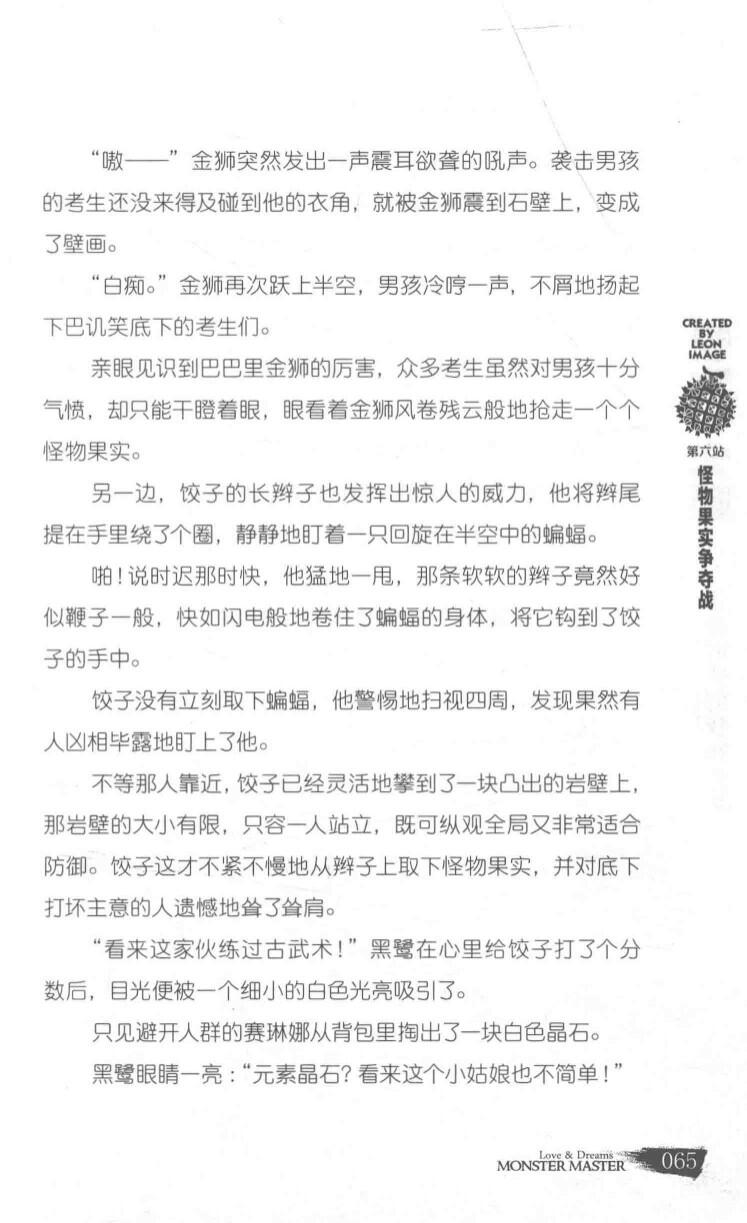 “嗷——”金狮突然发出一声震耳欲聋的吼声。袭击男孩
的考生还没来得及碰到他的衣角，就被金狮震到石壁上，变成
了壁画。
“白痴。”金狮再次跃上半空，男孩冷哼一声，不屑地扬起
下巴讥笑底下的考生们。
亲眼见识到巴巴里金狮的厉害，众多考生虽然对男孩十分
气愤，却只能干瞪着眼，眼看着金狮风卷残云般地抢走一个个
怪物果实。
另一边，饺子的长辫子也发挥出惊人的威力，他将辫尾
提在手里绕了个圈，静静地盯着一只回旋在半空中的蝙蝠。
啪！说时迟那时快，他猛地一甩，那条软软的辫子竟然好
似鞭子一般，快如闪电般地卷住了蝙蝠的身体，将它钩到了饺
子的手中。
饺子没有立刻取下蝙蝠，他警惕地扫视四周，发现果然有
人凶相毕露地盯上了他。
不等那人靠近，饺子已经灵活地攀到了一块凸出的岩壁上，
那岩壁的大小有限，只容一人站立，既可纵观全局又非常适合
防御。饺子这才不紧不慢地从辫子上取下怪物果实，并对底下
打坏主意的人遗憾地耸了耸肩。
“看来这家伙练过古武术！”黑鹭在心里给饺子打了个分
数后，目光便被一个细小的白色光亮吸引了。
只见避开人群的赛琳娜从背包里掏出了一块白色晶石。
黑鹭眼睛一亮：“元素晶石？看来这个小姑娘也不简单！”
CREATED
BY
LEON
IMAGE
第六站
怪物果实争夺战
Love & Dreams
MONSTER MASTER
065